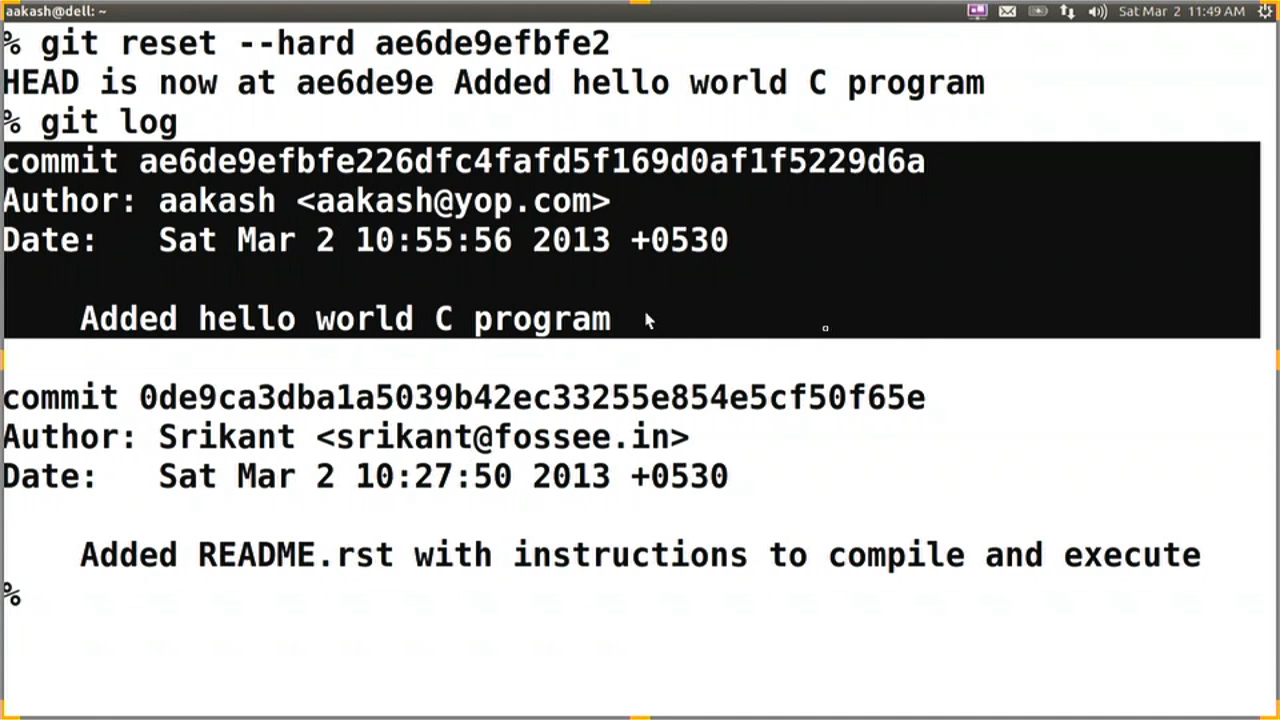 aakash@dell: ~
Sat Mar 2 11:49 AM
% git reset --hard ae6de9efbfe2
HEAD is now at ae6de9e Added hello world C program
% git log
commit ae6de9efbfe226dfc4fafd5f169d0af1f5229d6a
Author: aakash <aakash@yop.com>
Date:   Sat Mar 2 10:55:56 2013 +0530
    Added hello world C program
commit 0de9ca3dba1a5039b42ec33255e854e5cf50f65e
Author: Srikant <srikant@fossee.in>
Date:   Sat Mar 2 10:27:50 2013 +0530
    Added README.rst with instructions to compile and execute
%